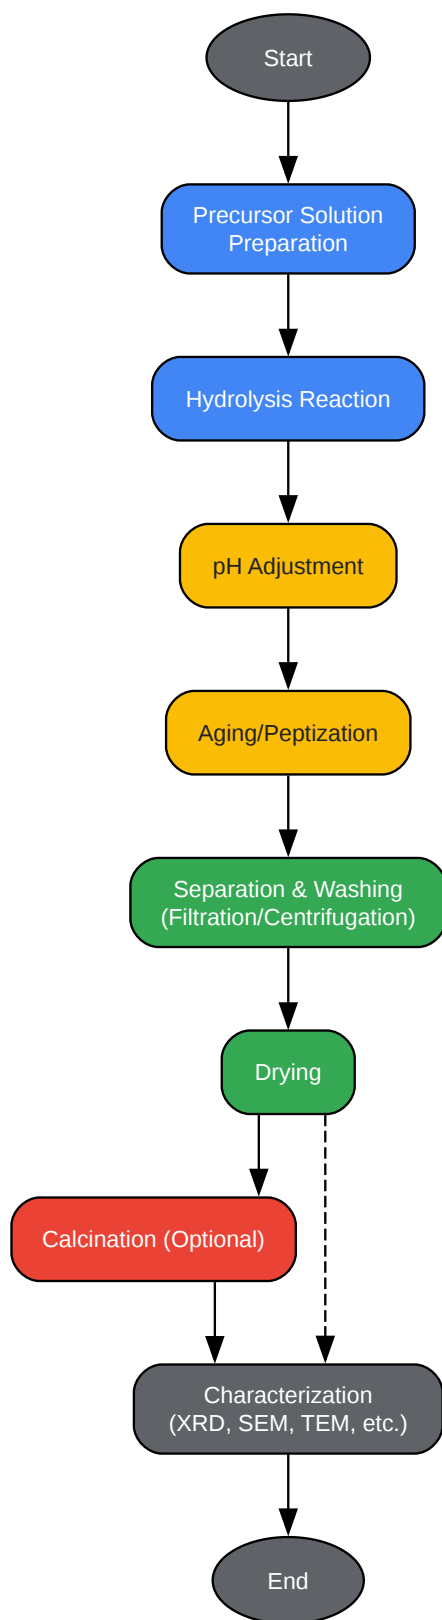 Start
Precursor Solution
Preparation
Hydrolysis Reaction
pH Adjustment
Aging/Peptization
Separation & Washing
(Filtration/Centrifugation)
Drying
Calcination (Optional)
Characterization
(XRD, SEM, TEM, etc.)
End